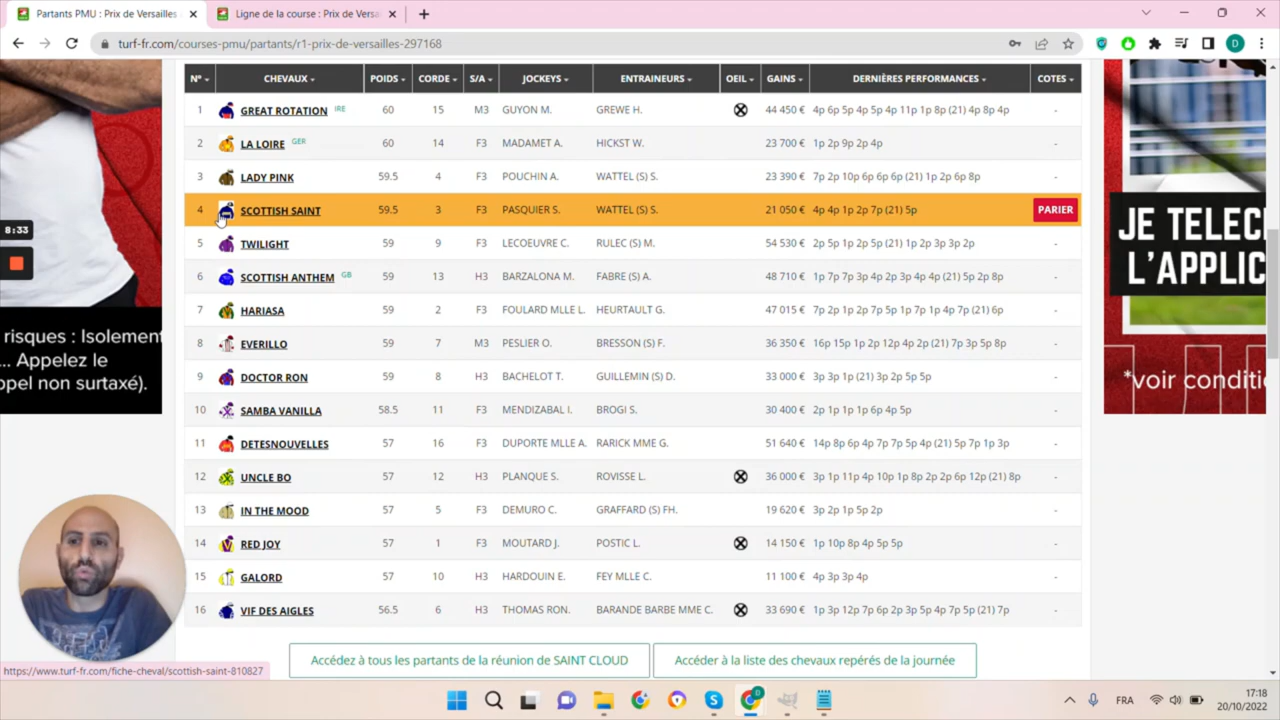 Partants PMU : Prix de Versailles
Ligne de la course : Prix de Versa
turf-fr.com/courses-pmu/partants/r1-prix-de-versailles-297168
D
N° CHEVAUX POIDS CORDE S/A JOCKEYS ENTRAINEURS OEIL GAINS DERNIÈRES PERFORMANCES COTES
1 GREAT ROTATION IRE 60 15 M3 GUYON M. GREWE H. 44 450 € 4p 6p 5p 4p 5p 4p 11p 1p 8p (21) 4p 8p 4p -
2 LA LOIRE GER 60 14 F3 MADAMET A. HICKST W. 23 700 € 1p 2p 9p 2p 4p -
3 LADY PINK 59.5 4 F3 POUCHIN A. WATTEL (S) S. 23 390 € 7p 2p 10p 6p 6p 6p (21) 1p 2p 6p 8p -
4 SCOTTISH SAINT 59.5 3 F3 PASQUIER S. WATTEL (S) S. 21 050 € 4p 4p 1p 2p 7p (21) 5p PARIER
5 TWILIGHT 59 9 F3 LECOEUVRE C. RULEC (S) M. 54 530 € 2p 5p 1p 2p 5p (21) 1p 2p 3p 3p 2p -
6 SCOTTISH ANTHEM GB 59 13 H3 BARZALONA M. FABRE (S) A. 48 710 € 1p 7p 7p 3p 4p 2p 3p 4p 4p (21) 5p 2p 8p -
7 HARIASA 59 2 F3 FOULARD MLLE L. HEURTAULT G. 47 015 € 7p 1p 2p 7p 2p 7p 5p 1p 7p 1p 4p 7p (21) 6p -
8 EVERILLO 59 7 M3 PESLIER O. BRESSON (S) F. 36 350 € 16p 15p 1p 2p 12p 4p 2p (21) 7p 3p 5p 8p -
9 DOCTOR RON 59 8 H3 BACHELOT T. GUILLEMIN (S) D. 33 000 € 3p 3p 1p (21) 3p 2p 5p 5p -
10 SAMBA VANILLA 58.5 11 F3 MENDIZABAL I. BROGI S. 30 400 € 2p 1p 1p 1p 6p 4p 5p -
11 DETESNOUVELLES 57 16 F3 DUPORTE MLLE A. RARICK MME G. 51 640 € 14p 8p 6p 4p 7p 7p 5p 4p (21) 5p 7p 1p 3p -
12 UNCLE BO 57 12 H3 PLANQUE S. ROVISSE L. 36 000 € 3p 1p 11p 4p 10p 1p 8p 2p 2p 6p 12p (21) 8p -
13 IN THE MOOD 57 5 F3 DEMURO C. GRAFFARD (S) FH. 19 620 € 3p 2p 1p 5p 2p -
14 RED JOY 57 1 F3 MOUTARD J. POSTIC L. 14 150 € 1p 10p 8p 4p 5p 5p -
15 GALORD 57 10 H3 HARDOUIN E. FEY MLLE C. 11 100 € 4p 3p 3p 4p -
16 VIF DES AIGLES 56.5 6 H3 THOMAS RON. BARANDE BARBE MME C. 33 690 € 1p 3p 12p 7p 6p 2p 3p 5p 4p 7p 5p (21) 7p -
8:33
risques : Isolement
... Appelez le
ppel non surtaxé).
JE TELEC
L'APPLIC
*voir conditi
Accédez à tous les partants de la réunion de SAINT CLOUD
Accéder à la liste des chevaux repérés de la journée
https://www.turf-fr.com/fiche-cheval/scottish-saint-810827
FRA
17:18
20/10/2022